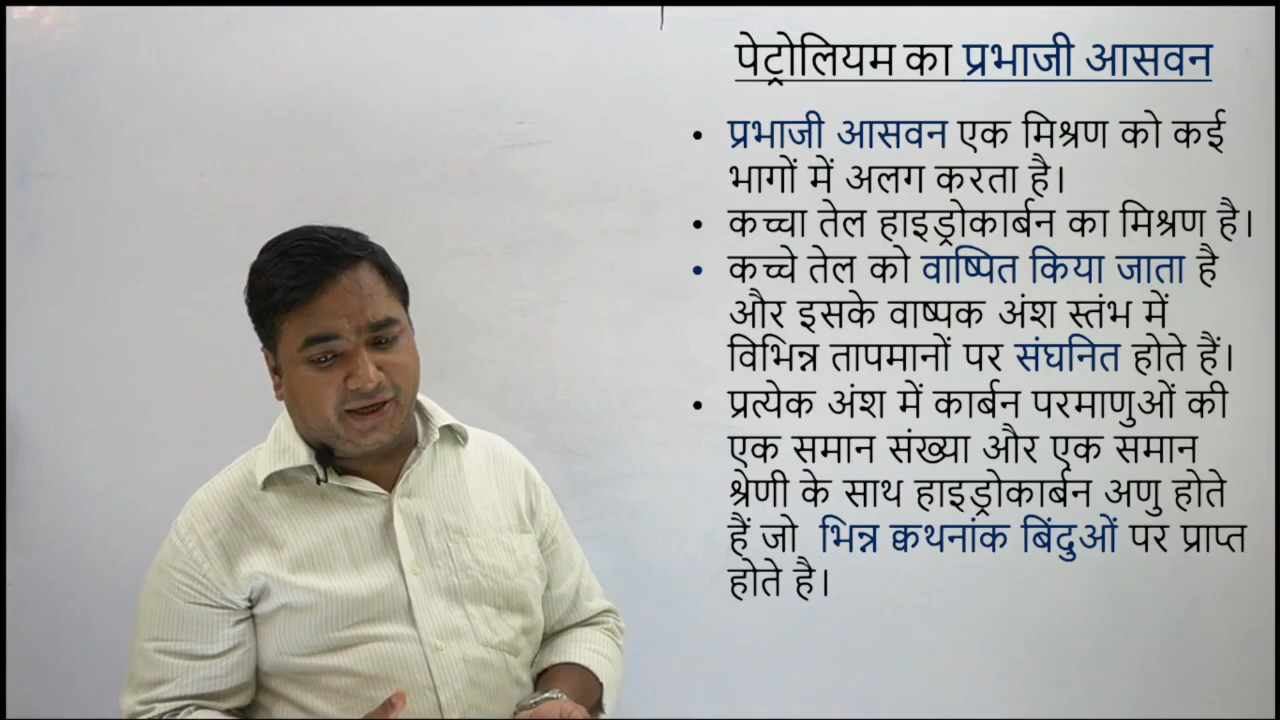 पेट्रोलियम का प्रभाजी आसवन
• प्रभाजी आसवन एक मिश्रण को कई
भागों में अलग करता है।
• कच्चा तेल हाइड्रोकार्बन का मिश्रण है।
• कच्चे तेल को वाष्पित किया जाता है
और इसके वाष्पक अंश स्तंभ में
विभिन्न तापमानों पर संघनित होते हैं।
• प्रत्येक अंश में कार्बन परमाणुओं की
एक समान संख्या और एक समान
श्रेणी के साथ हाइड्रोकार्बन अणु होते
हैं जो भिन्न क्वथनांक बिंदुओं पर प्राप्त
होते है।